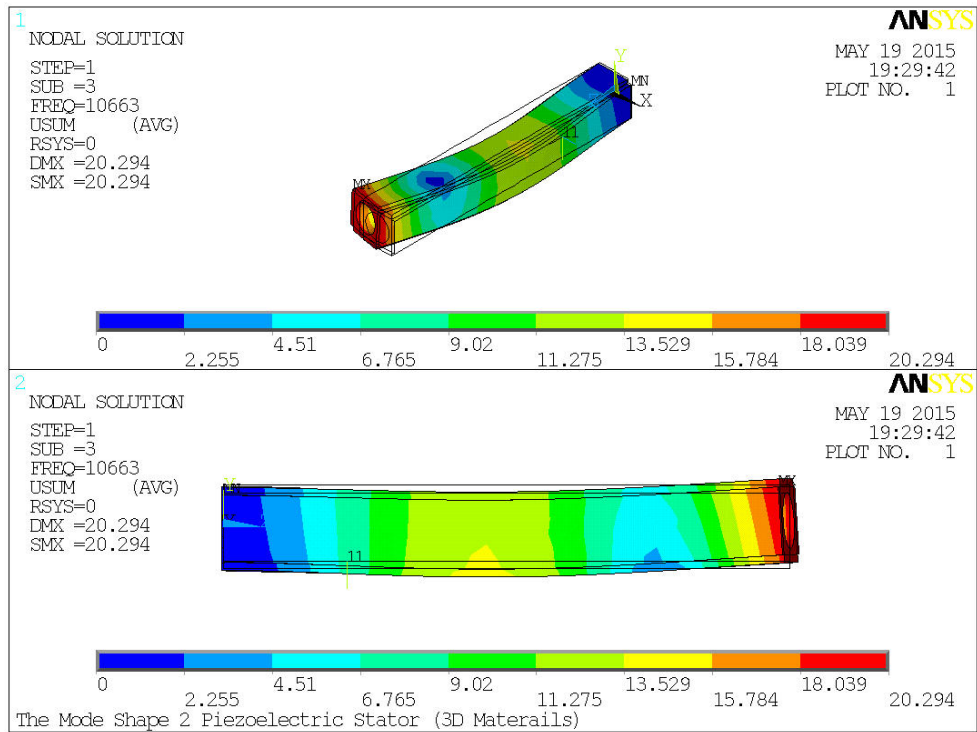 1
ANSYS
NODAL SOLUTION
MAY 19 2015
STEP=1
19:29:42
SUB =3
PLOT NO. 1
FREQ=10663
USUM (AVG)
RSYS=0
DMX =20.294
SMX =20.294
Y
MN
X
11
MX
0 2.255 4.51 6.765 9.02 11.275 13.529 15.784 18.039 20.294
2
ANSYS
NODAL SOLUTION
MAY 19 2015
STEP=1
19:29:42
SUB =3
PLOT NO. 1
FREQ=10663
USUM (AVG)
RSYS=0
DMX =20.294
SMX =20.294
MX
11
0 2.255 4.51 6.765 9.02 11.275 13.529 15.784 18.039 20.294
The Mode Shape 2 Piezoelectric Stator (3D Materails)